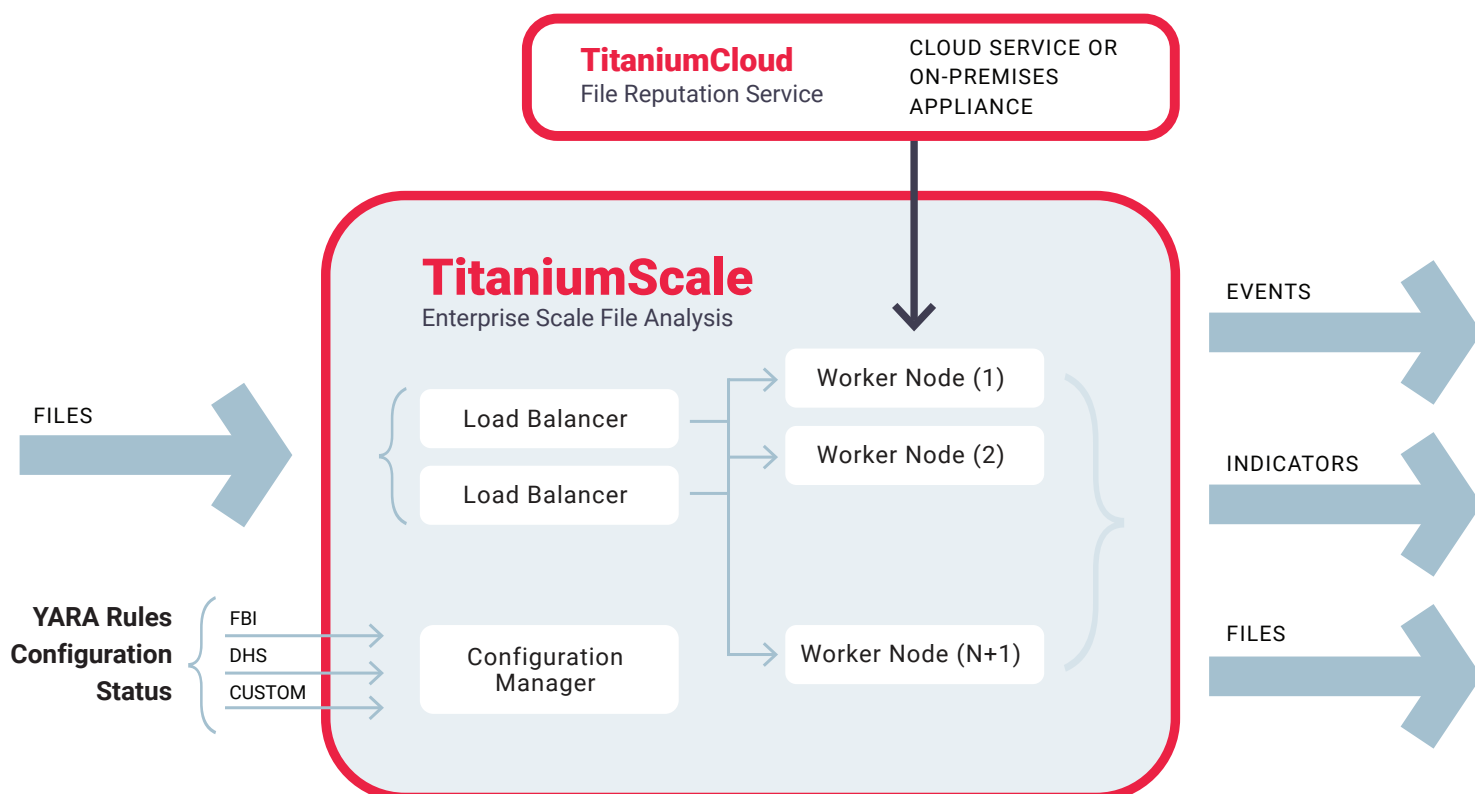 TitaniumCloud
File Reputation Service
CLOUD SERVICE OR
ON-PREMISES
APPLIANCE
TitaniumScale
Enterprise Scale File Analysis
FILES
Load Balancer
Load Balancer
Worker Node (1)
Worker Node (2)
Worker Node (N+1)
YARA Rules
Configuration
Status
FBI
DHS
CUSTOM
Configuration
Manager
EVENTS
INDICATORS
FILES